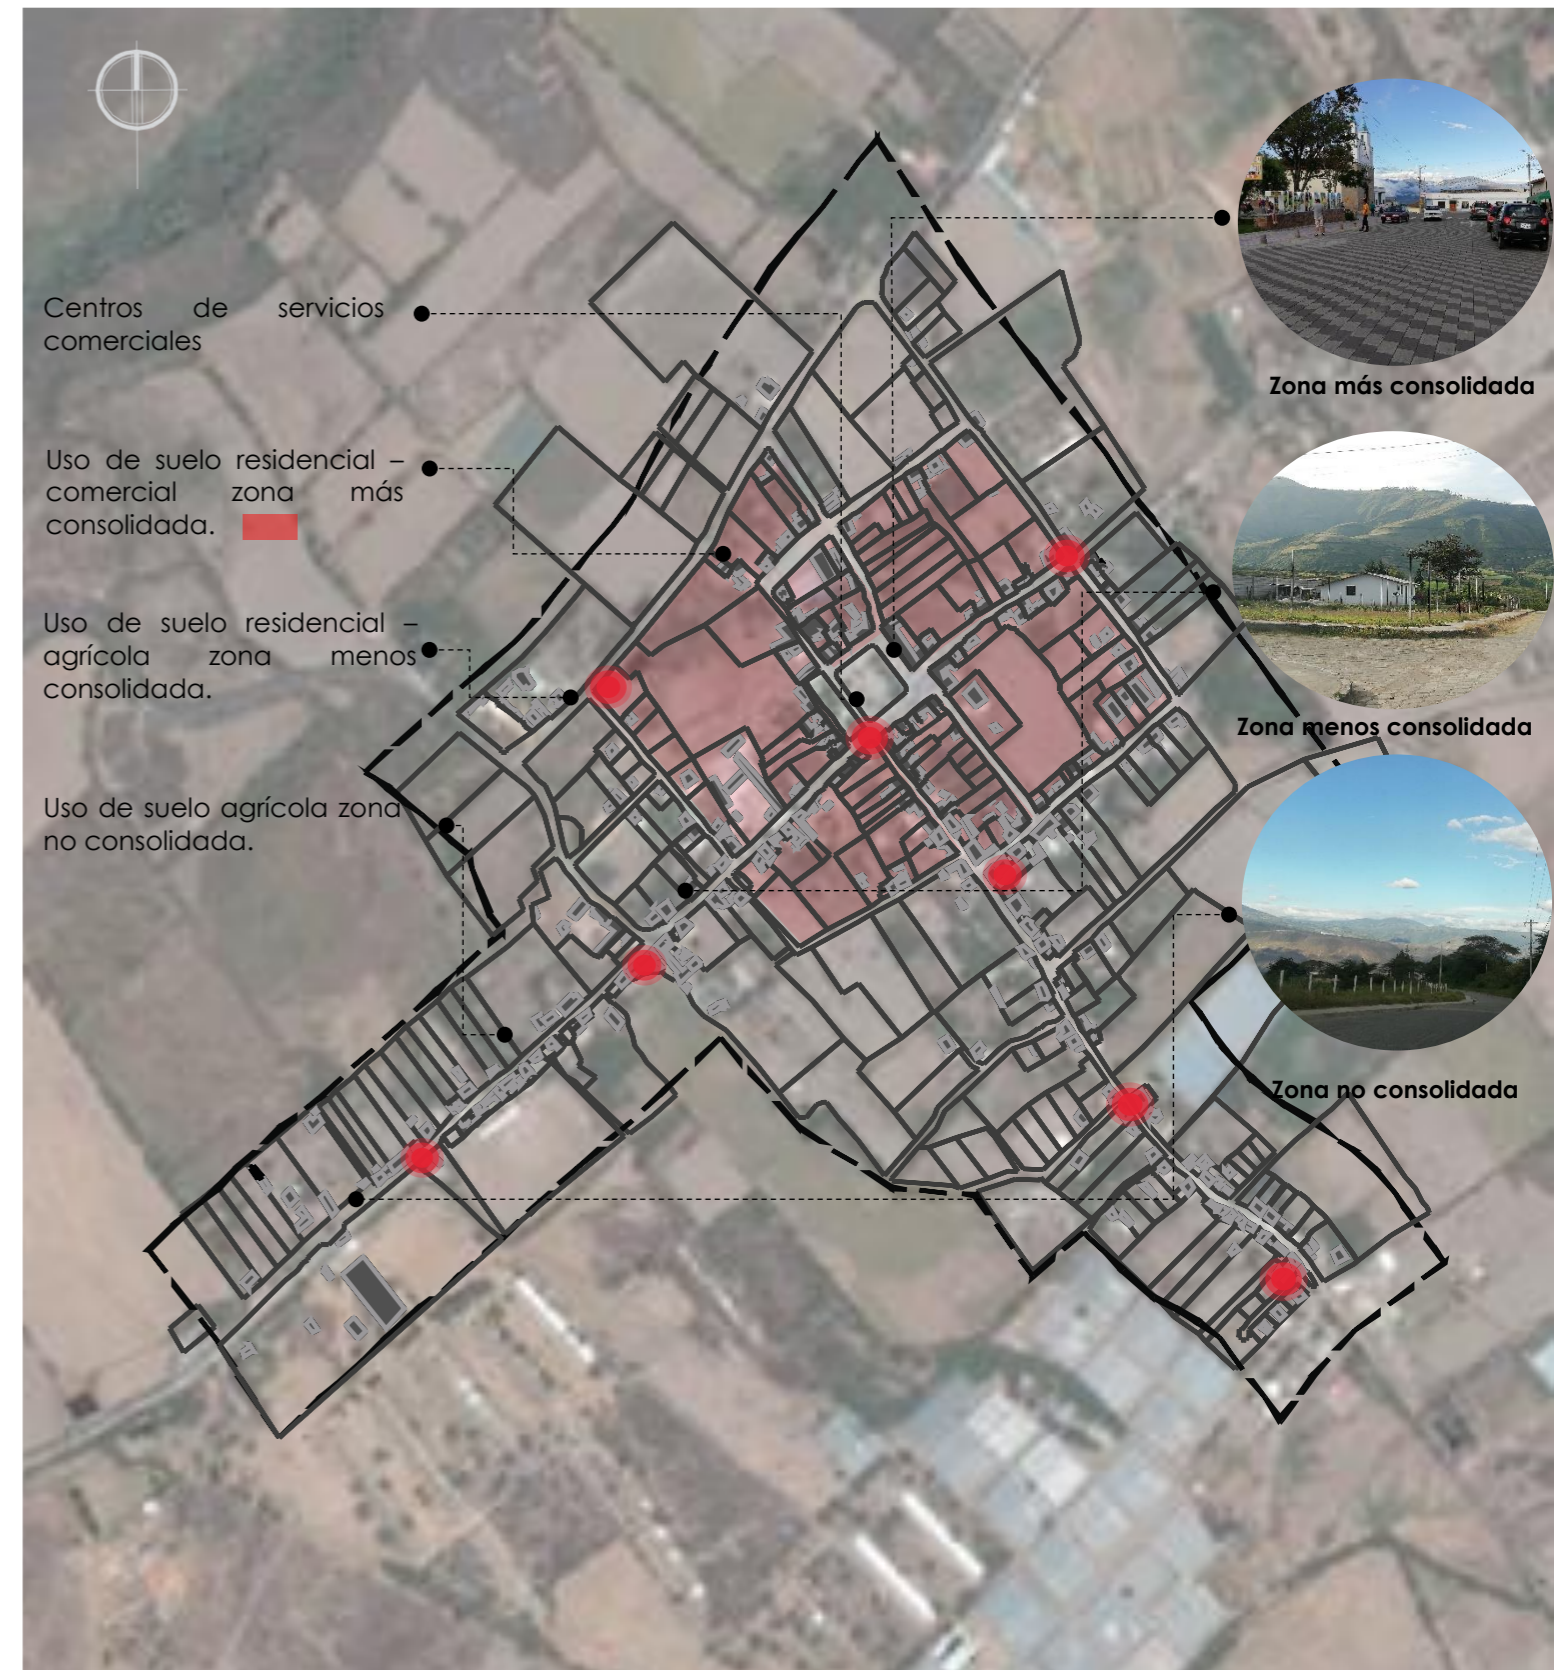 Centros de servicios
comerciales
Uso de suelo residencial –
comercial zona más
consolidada.
Uso de suelo residencial –
agrícola zona menos
consolidada.
Uso de suelo agrícola zona
no consolidada.
Zona más consolidada
Zona menos consolidada
Zona no consolidada